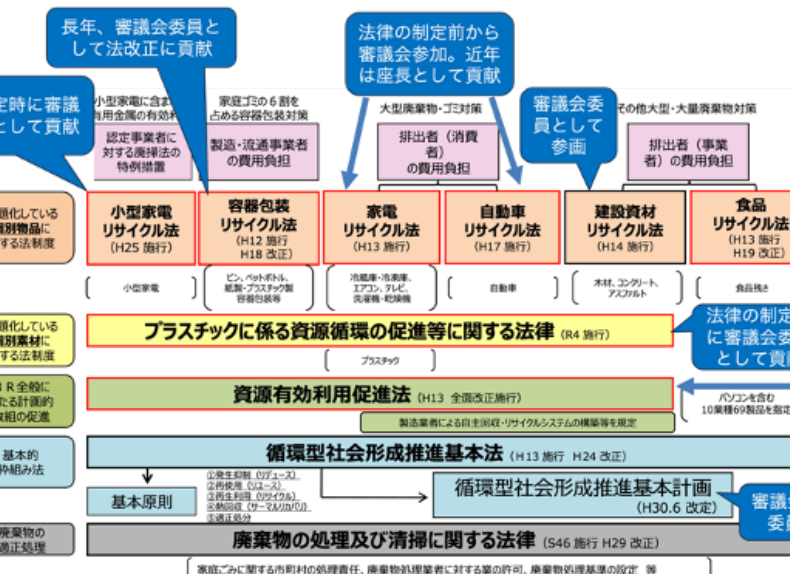 長年、審議会委員と
して法改正に貢献
法律の制定前から
審議会参加。近年
は座長として貢献
定時に審議
として貢献
審議会委
員として
参画
小型家電に含ま
有用金属の有効利
家庭ゴミの6割を
占める容器包装対策
大型廃棄物・ゴミ対策
その他大型・大量廃棄物対策
認定事業者に
対する廃掃法の
特例措置
製造・流通事業者
の費用負担
排出者（消費
者）
の費用負担
排出者（事業
者）の費用負担
題化している
別物品に
する法制度
小型家電
リサイクル法
(H25 施行)
容器包装
リサイクル法
(H12 施行
H18 改正)
家電
リサイクル法
(H13 施行)
自動車
リサイクル法
(H17 施行)
建設資材
リサイクル法
(H14 施行)
食品
リサイクル法
(H13 施行
H19 改正)
小型家電
ビン、ペットボトル、
紙製・プラスチック製
容器包装等
冷蔵庫・冷凍庫、
エアコン、テレビ、
洗濯機・乾燥機
自動車
木材、コンクリート、
アスファルト
食品残さ
題化している
別素材に
する法制度
プラスチックに係る資源循環の促進等に関する法律 (R4 施行)
プラスチック
法律の制定
に審議会委
として貢献
R 全般に
たる計画的
取組の促進
資源有効利用促進法 (H13 全面改正施行)
製造業者による自主回収・リサイクルシステムの構築等を規定
パソコンを含む
10業種69製品を指定
基本的
枠組み法
循環型社会形成推進基本法 (H13 施行 H24 改正)
基本原則
①発生抑制（リデュース）
②再使用（リユース）
③再生利用（リサイクル）
④熱回収（サーマルリカバリ）
⑤適正処分
循環型社会形成推進基本計画
(H30.6 改定)
審議会
委員
廃棄物の
適正処理
廃棄物の処理及び清掃に関する法律 (S46 施行 H29 改正)
家庭ごみに関する市町村の処理責任、廃棄物処理業者に対する業の許可、廃棄物処理基準の設定 等